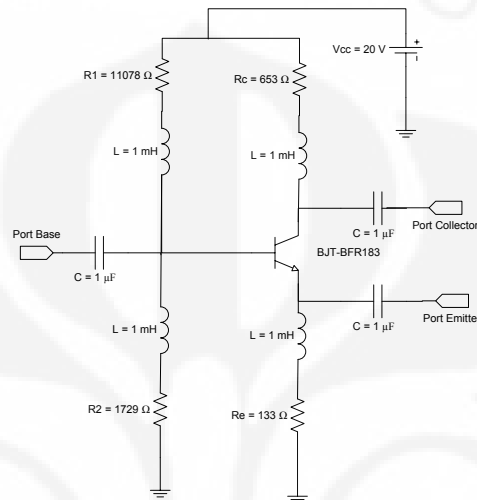 Vcc = 20 V
+
-
R1 = 11078 Ω
Rc = 653 Ω
L = 1 mH
L = 1 mH
Port Base
C = 1 µF
BJT-BFR183
C = 1 µF
Port Collector
L = 1 mH
L = 1 mH
C = 1 µF
Port Emitte
R2 = 1729 Ω
Re = 133 Ω